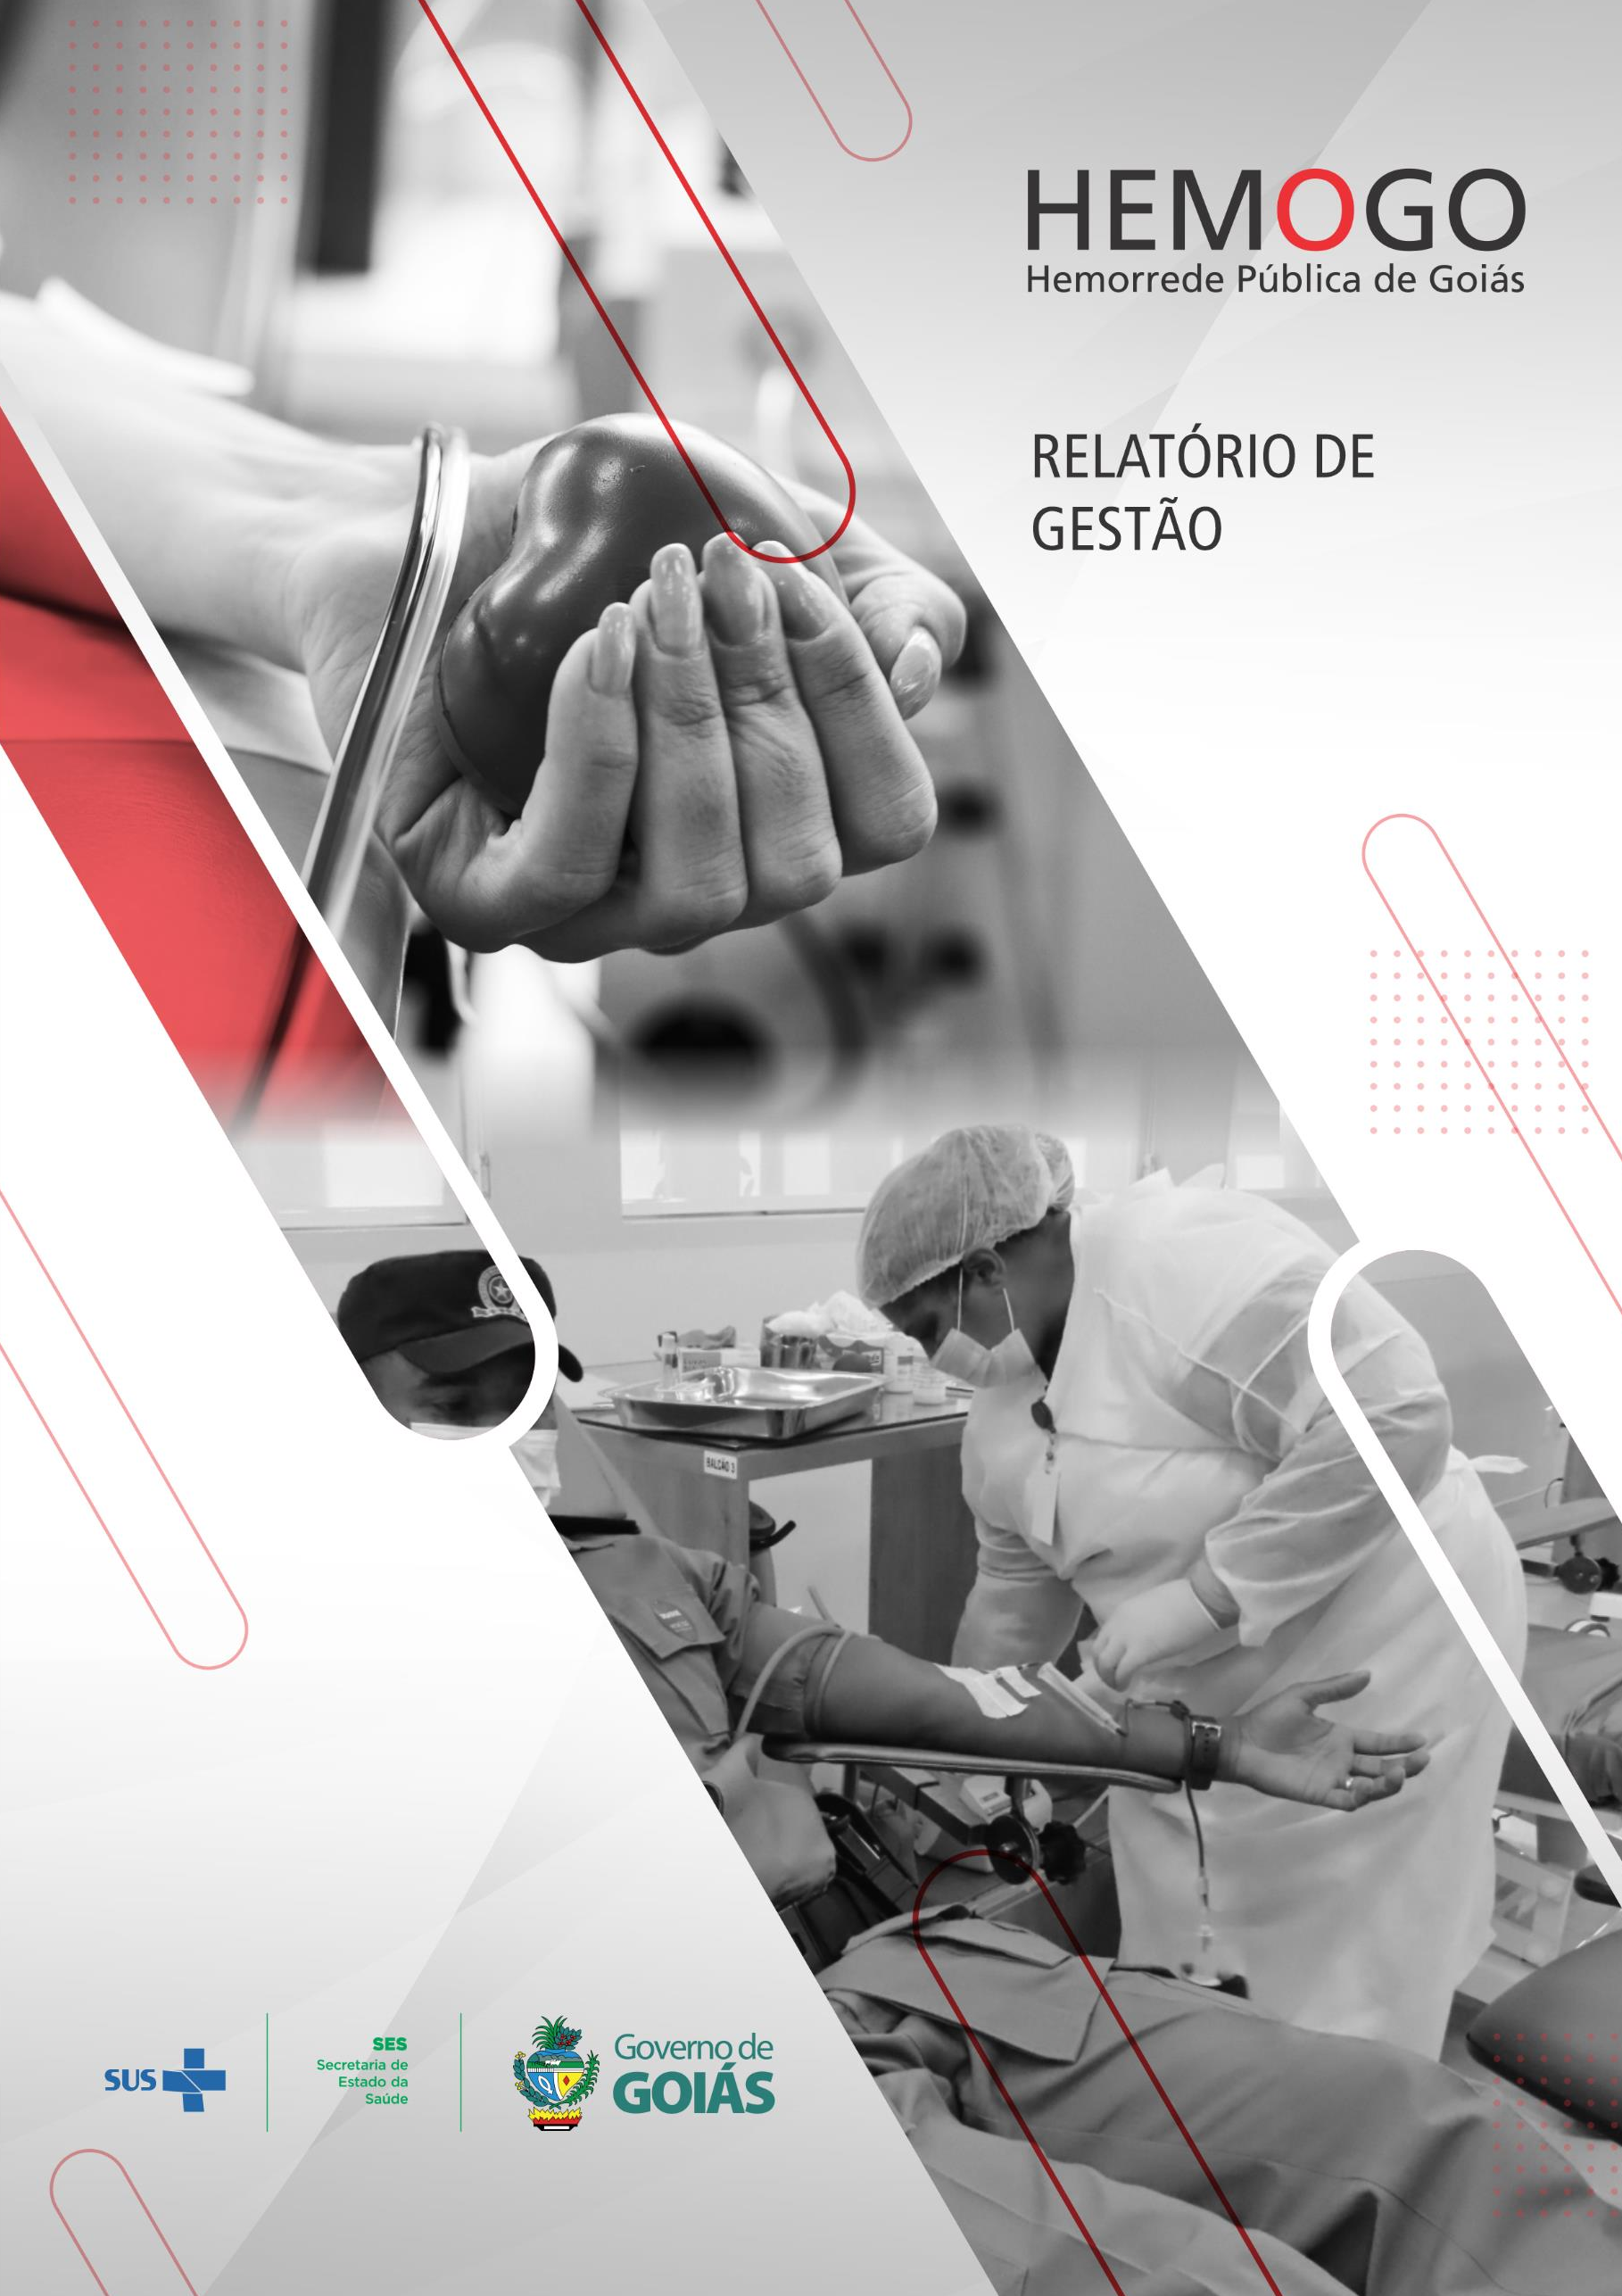 HEMOGO
Hemorrede Pública de Goiás
RELATÓRIO DE
GESTÃO
BALCÃO 3
SUS
SES
Secretaria de
Estado da
Saúde
Governo de
GOIÁS